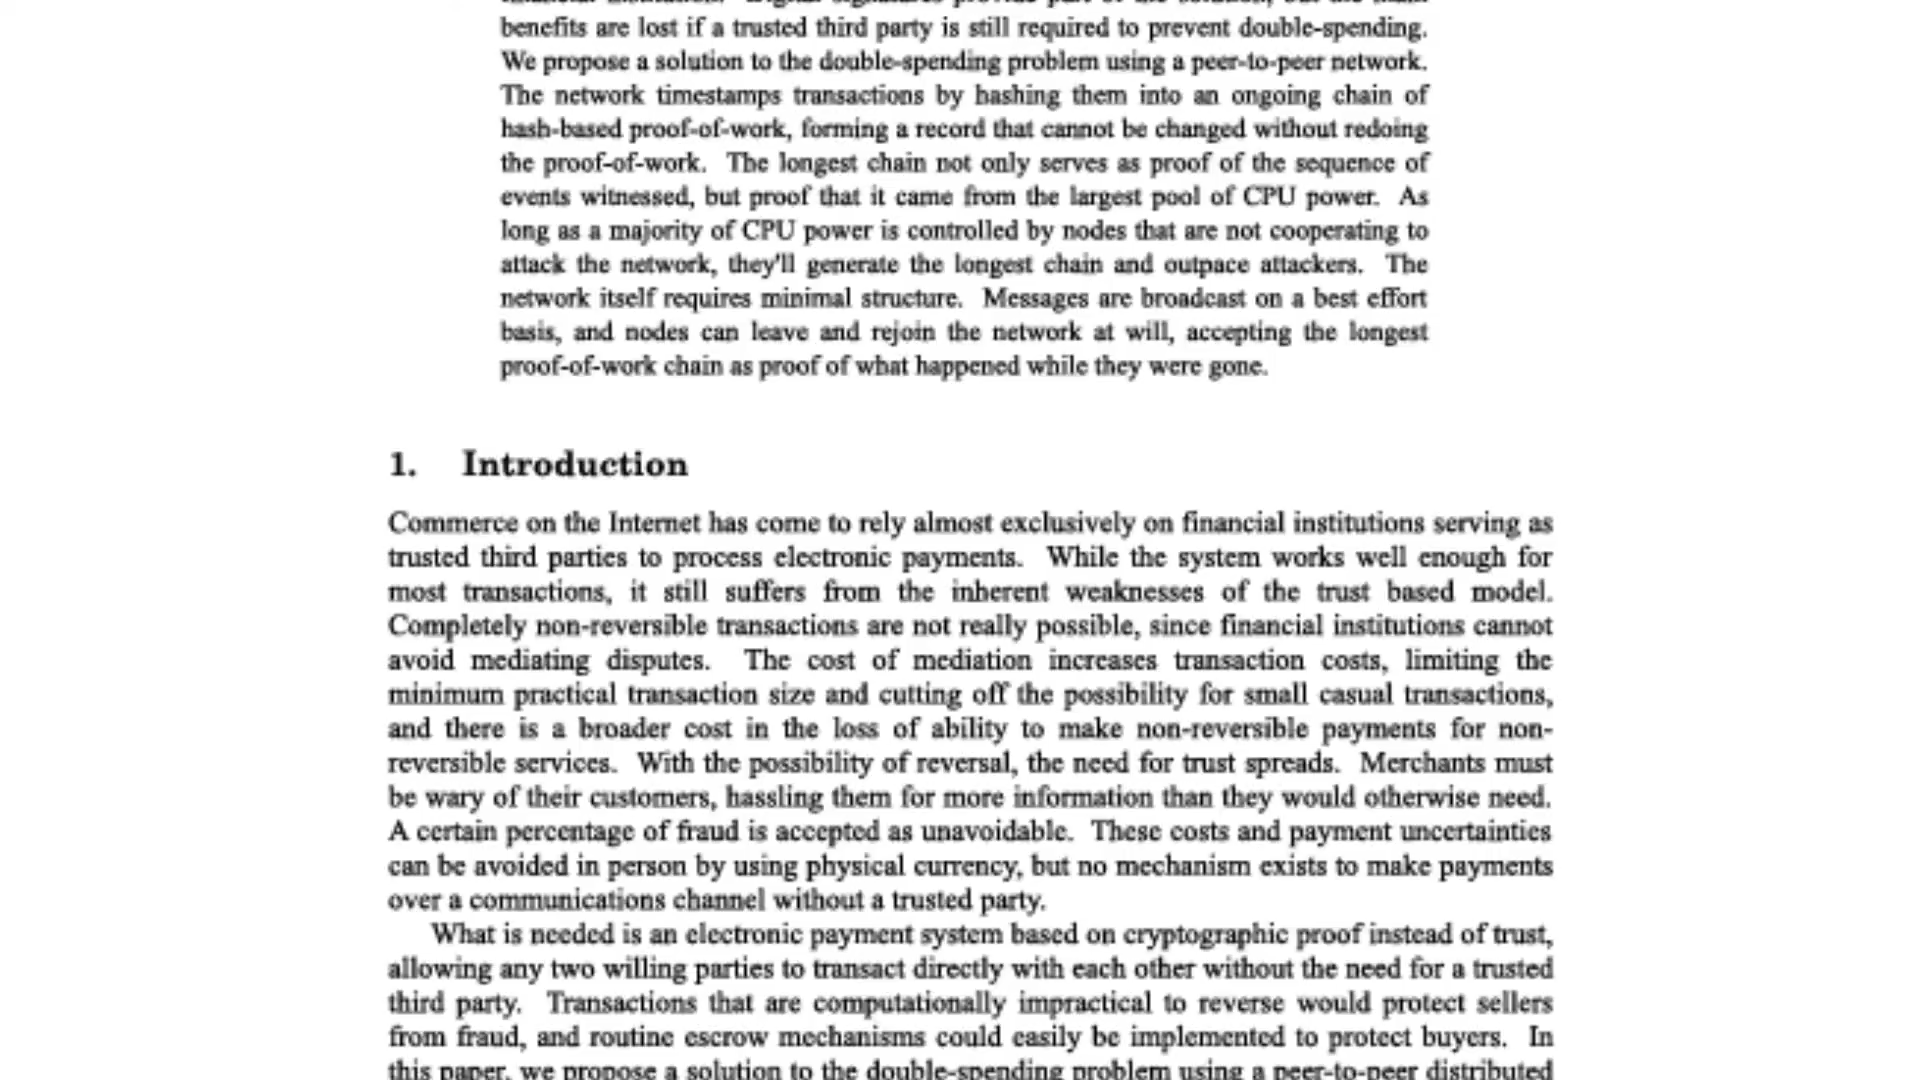 benefits are lost if a trusted third party is still required to prevent double-spending.
We propose a solution to the double-spending problem using a peer-to-peer network.
The network timestamps transactions by hashing them into an ongoing chain of
hash-based proof-of-work, forming a record that cannot be changed without redoing
the proof-of-work. The longest chain not only serves as proof of the sequence of
events witnessed, but proof that it came from the largest pool of CPU power. As
long as a majority of CPU power is controlled by nodes that are not cooperating to
attack the network, they'll generate the longest chain and outpace attackers. The
network itself requires minimal structure. Messages are broadcast on a best effort
basis, and nodes can leave and rejoin the network at will, accepting the longest
proof-of-work chain as proof of what happened while they were gone.
1. Introduction
Commerce on the Internet has come to rely almost exclusively on financial institutions serving as
trusted third parties to process electronic payments. While the system works well enough for
most transactions, it still suffers from the inherent weaknesses of the trust based model.
Completely non-reversible transactions are not really possible, since financial institutions cannot
avoid mediating disputes. The cost of mediation increases transaction costs, limiting the
minimum practical transaction size and cutting off the possibility for small casual transactions,
and there is a broader cost in the loss of ability to make non-reversible payments for non-
reversible services. With the possibility of reversal, the need for trust spreads. Merchants must
be wary of their customers, hassling them for more information than they would otherwise need.
A certain percentage of fraud is accepted as unavoidable. These costs and payment uncertainties
can be avoided in person by using physical currency, but no mechanism exists to make payments
over a communications channel without a trusted party.
What is needed is an electronic payment system based on cryptographic proof instead of trust,
allowing any two willing parties to transact directly with each other without the need for a trusted
third party. Transactions that are computationally impractical to reverse would protect sellers
from fraud, and routine escrow mechanisms could easily be implemented to protect buyers. In
this paper, we propose a solution to the double-spending problem using a peer-to-peer distributed